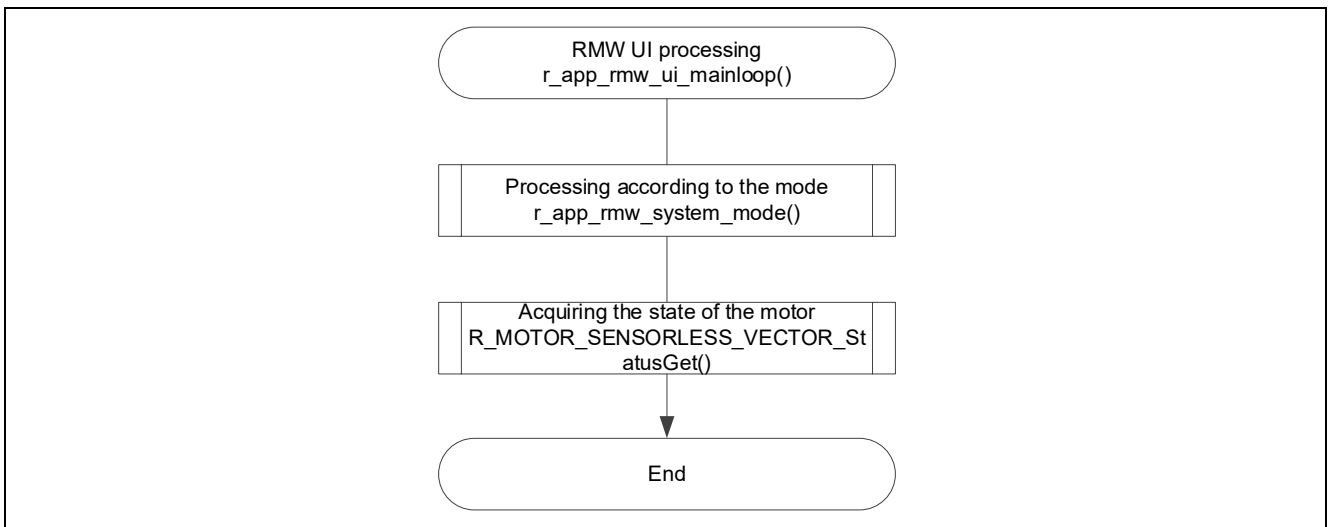 RMW UI processing
r_app_rmw_ui_mainloop()
Processing according to the mode
r_app_rmw_system_mode()
Acquiring the state of the motor
R_MOTOR_SENSORLESS_VECTOR_St
atusGet()
End